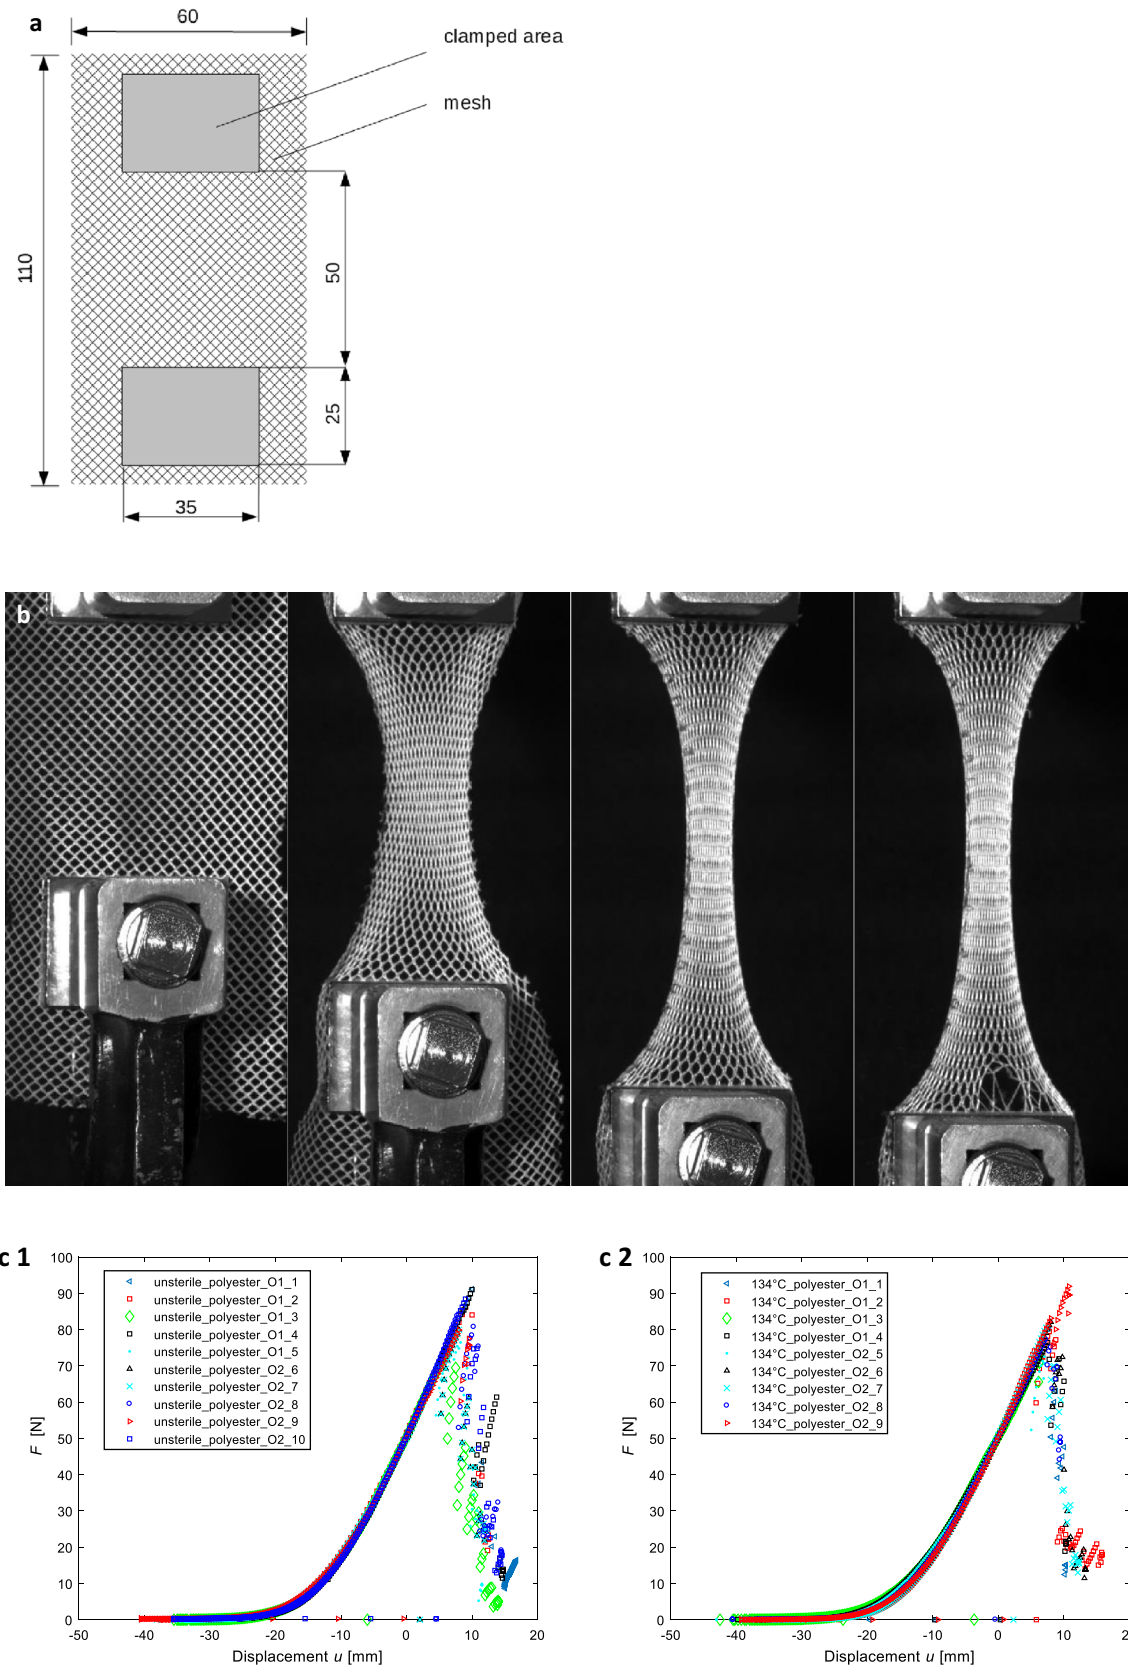 a
60
clamped area
mesh
110
50
25
35
b
c 1
100
90
80
70
60
50
40
30
20
10
0
F [N]
unsterile_polyester_O1_1
unsterile_polyester_O1_2
unsterile_polyester_O1_3
unsterile_polyester_O1_4
unsterile_polyester_O1_5
unsterile_polyester_O2_6
unsterile_polyester_O2_7
unsterile_polyester_O2_8
unsterile_polyester_O2_9
unsterile_polyester_O2_10
-50 -40 -30 -20 -10 0 10 20
Displacement u [mm]
c 2
100
90
80
70
60
50
40
30
20
10
0
F [N]
134°C_polyester_O1_1
134°C_polyester_O1_2
134°C_polyester_O1_3
134°C_polyester_O1_4
134°C_polyester_O2_5
134°C_polyester_O2_6
134°C_polyester_O2_7
134°C_polyester_O2_8
134°C_polyester_O2_9
-50 -40 -30 -20 -10 0 10 20
Displacement u [mm]